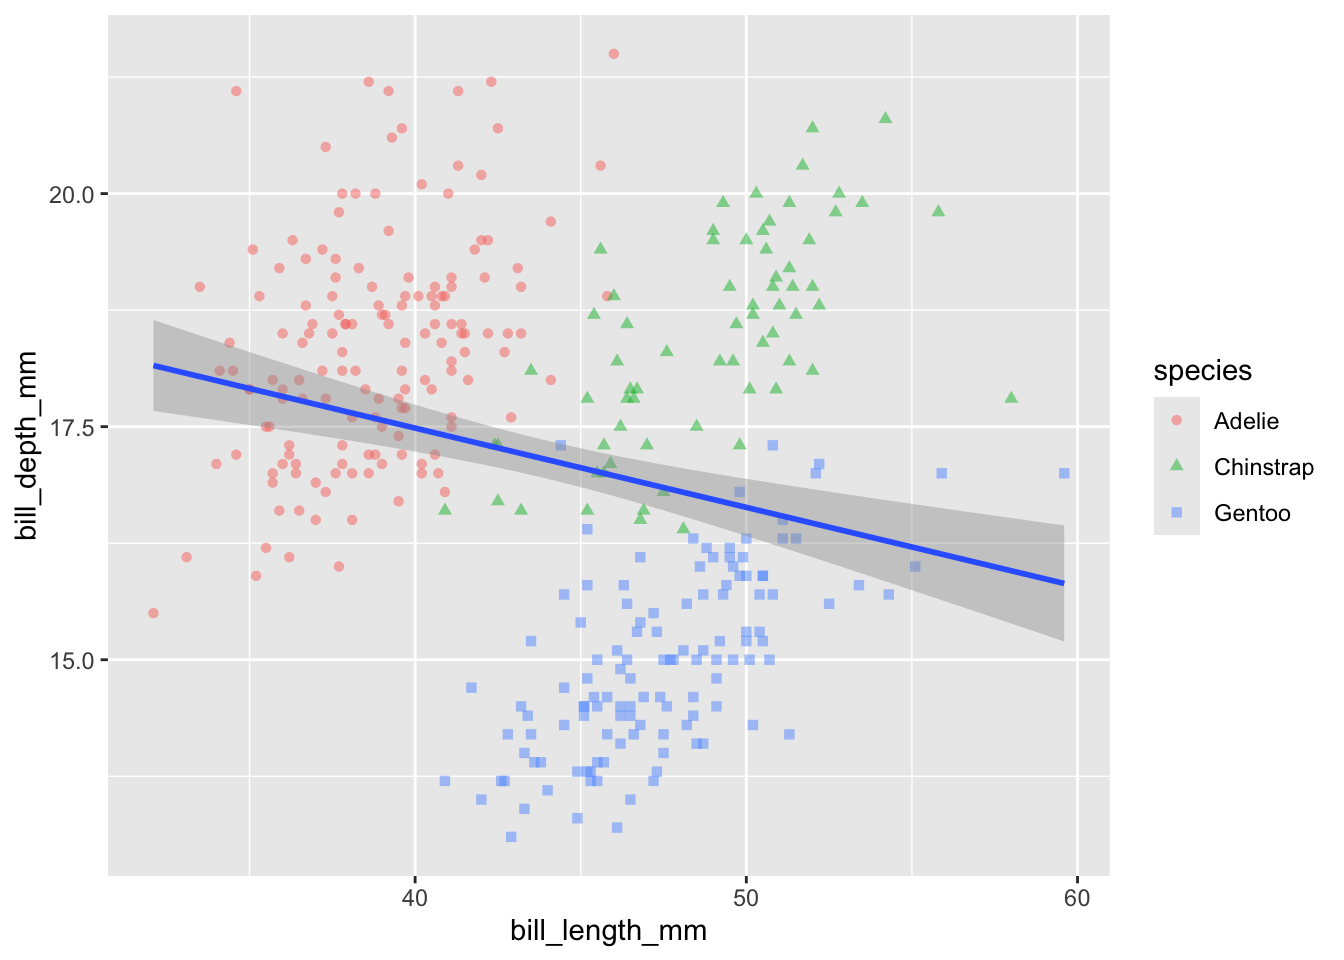 20.0
17.5
15.0
bill_depth_mm
40
50
60
bill_length_mm
species
Adelie
Chinstrap
Gentoo